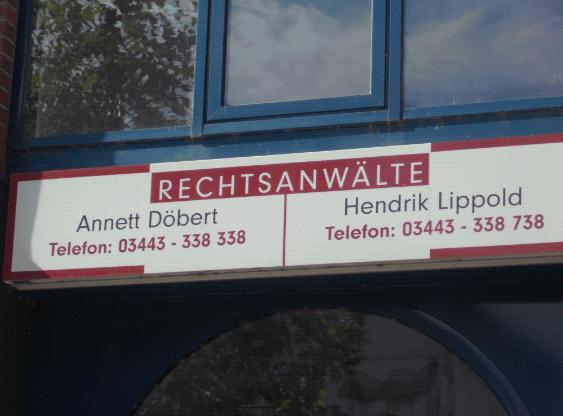 RECHTSANWÄLTE
Annett Döbert
Telefon: 03443 - 338 338
Hendrik Lippold
Telefon: 03443 - 338 738